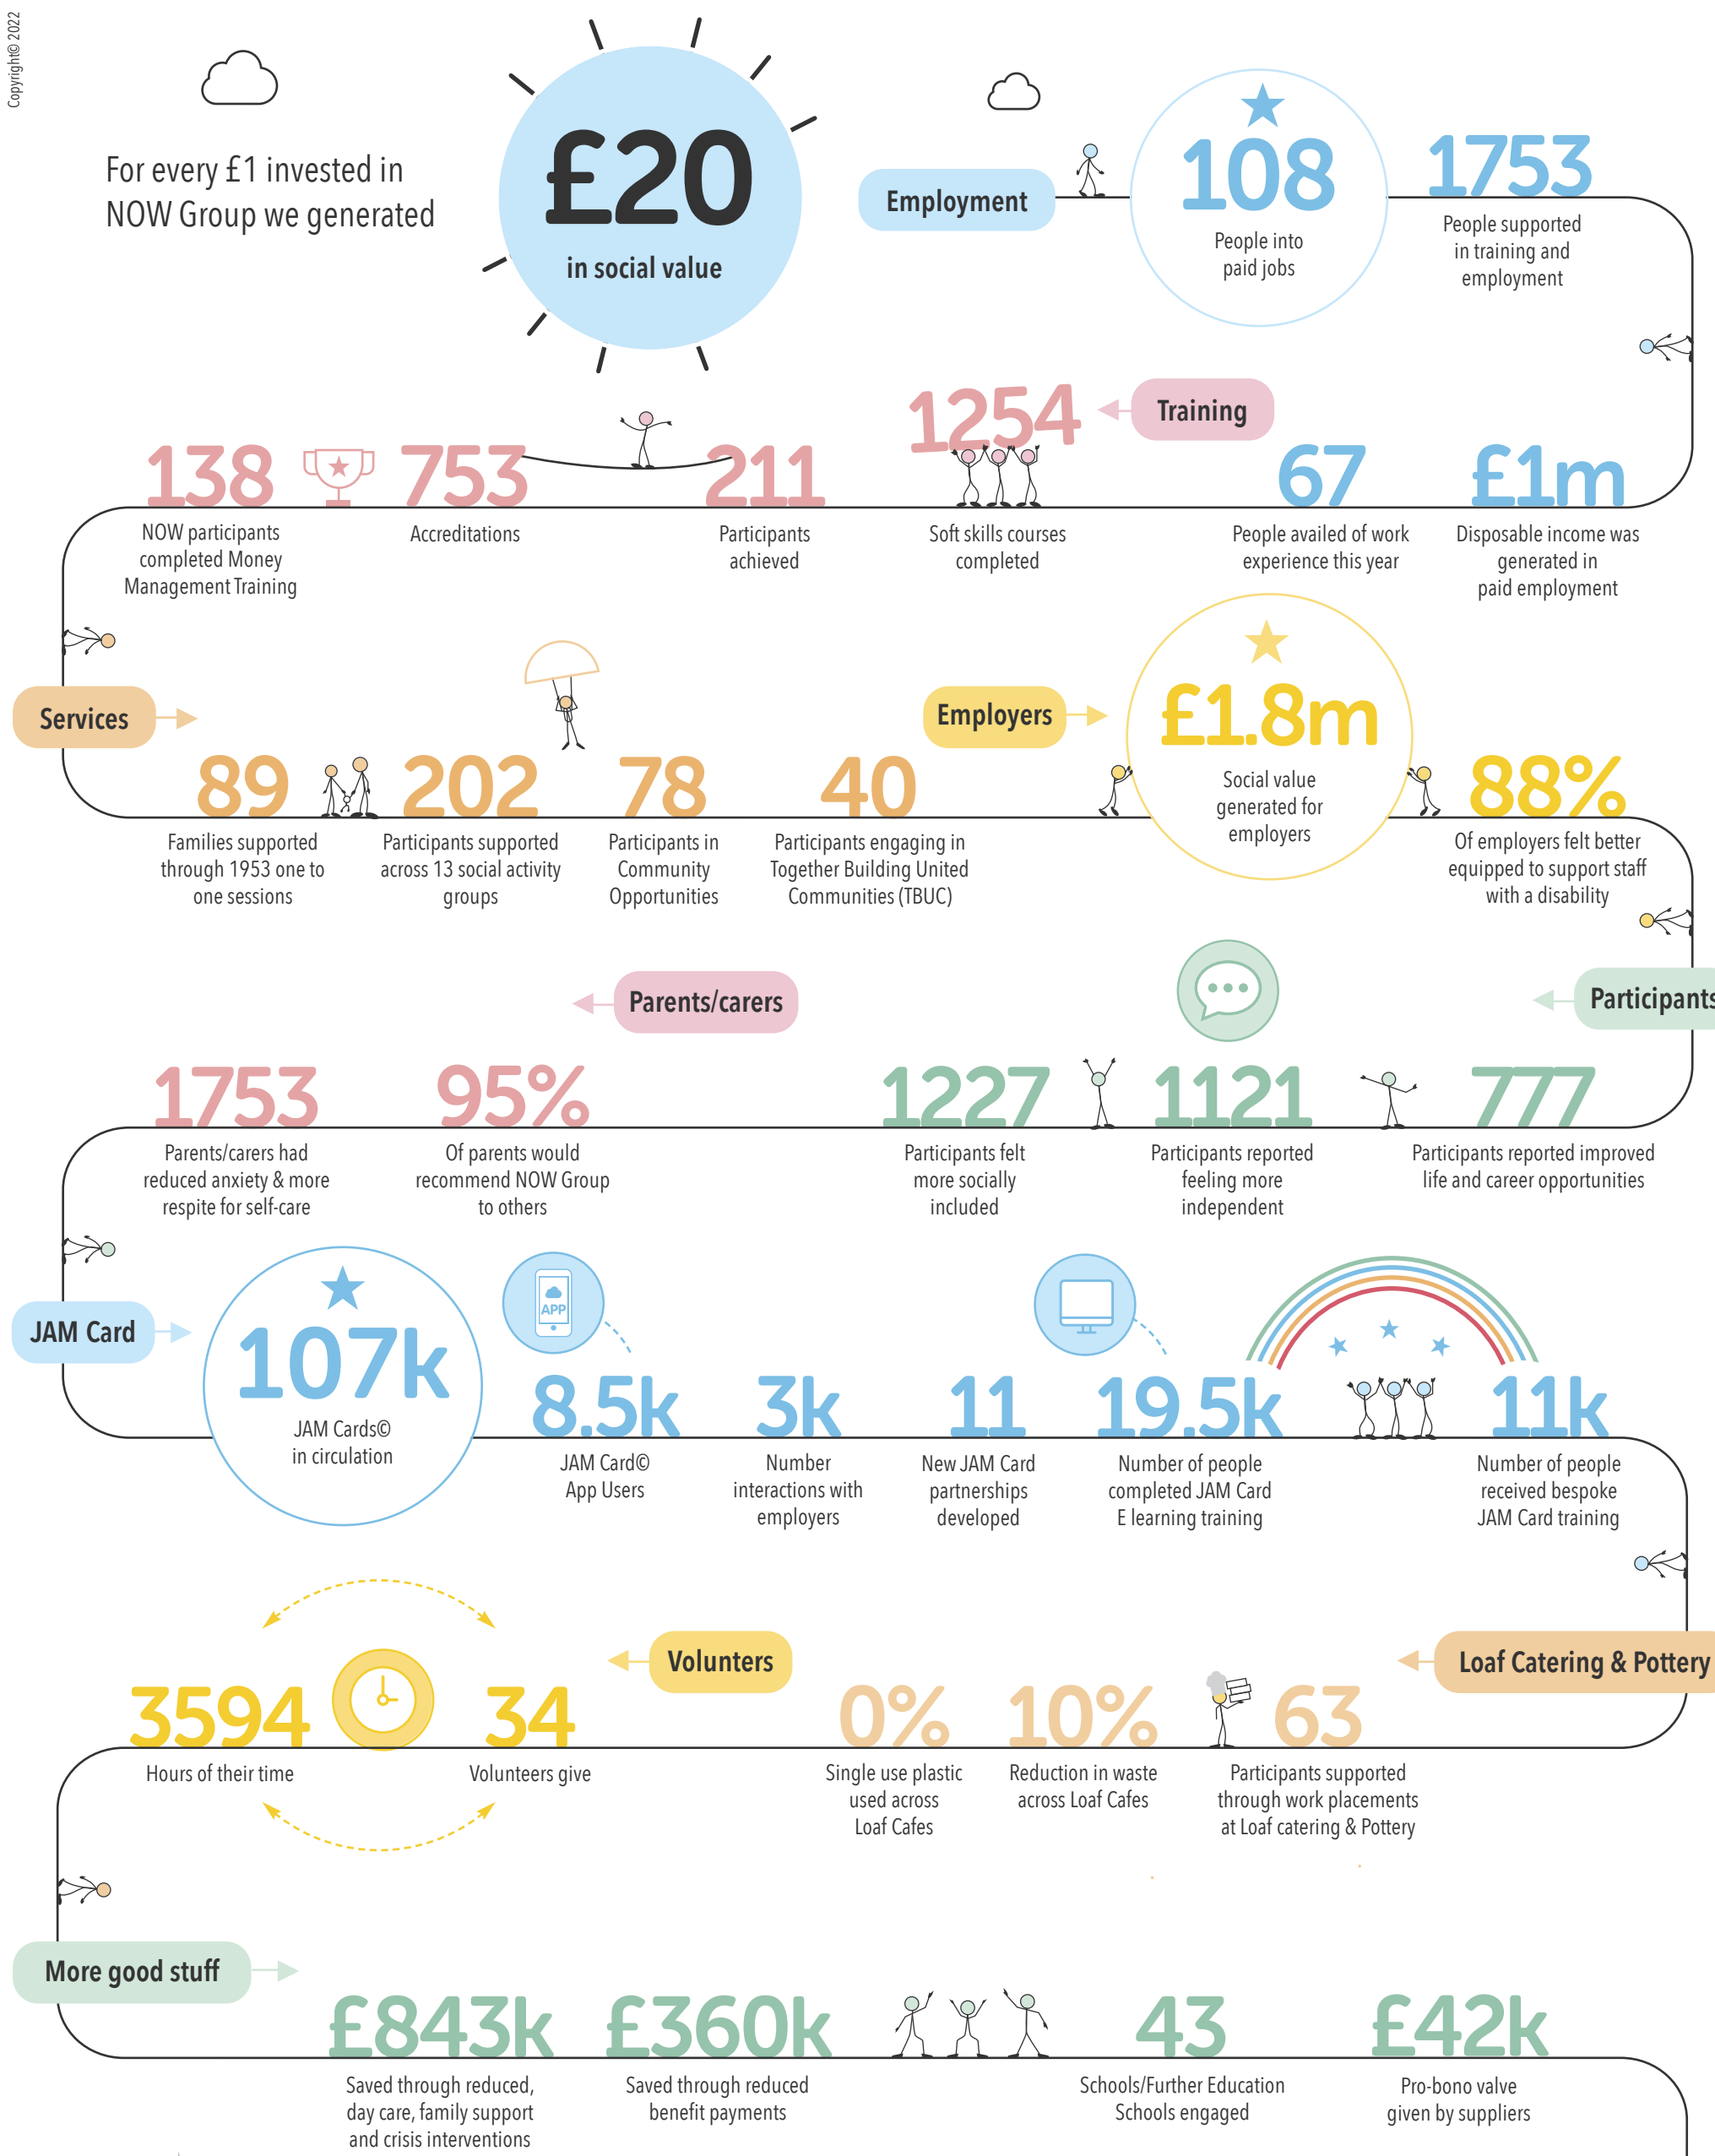 Copyright© 2022
For every £1 invested in
NOW Group we generated
£20
in social value
Employment
108
People into
paid jobs
1753
People supported
in training and
employment
£1m
Disposable income was
generated in
paid employment
67
People availed of work
experience this year
Training
1254
Soft skills courses
completed
211
Participants
achieved
753
Accreditations
138
NOW participants
completed Money
Management Training
Services
89
Families supported
through 1953 one to
one sessions
202
Participants supported
across 13 social activity
groups
78
Participants in
Community
Opportunities
40
Participants engaging in
Together Building United
Communities (TBUC)
Employers
£1.8m
Social value
generated for
employers
88%
Of employers felt better
equipped to support staff
with a disability
Participants
777
Participants reported improved
life and career opportunities
1121
Participants reported
feeling more
independent
1227
Participants felt
more socially
included
Parents/carers
95%
Of parents would
recommend NOW Group
to others
1753
Parents/carers had
reduced anxiety & more
respite for self-care
JAM Card
107k
JAM Cards©
in circulation
APP
8.5k
JAM Card©
App Users
3k
Number
interactions with
employers
11
New JAM Card
partnerships
developed
19.5k
Number of people
completed JAM Card
E learning training
11k
Number of people
received bespoke
JAM Card training
Loaf Catering & Pottery
63
Participants supported
through work placements
at Loaf catering & Pottery
10%
Reduction in waste
across Loaf Cafes
0%
Single use plastic
used across
Loaf Cafes
Volunters
34
Volunteers give
3594
Hours of their time
More good stuff
£843k
Saved through reduced,
day care, family support
and crisis interventions
£360k
Saved through reduced
benefit payments
43
Schools/Further Education
Schools engaged
£42k
Pro-bono valve
given by suppliers